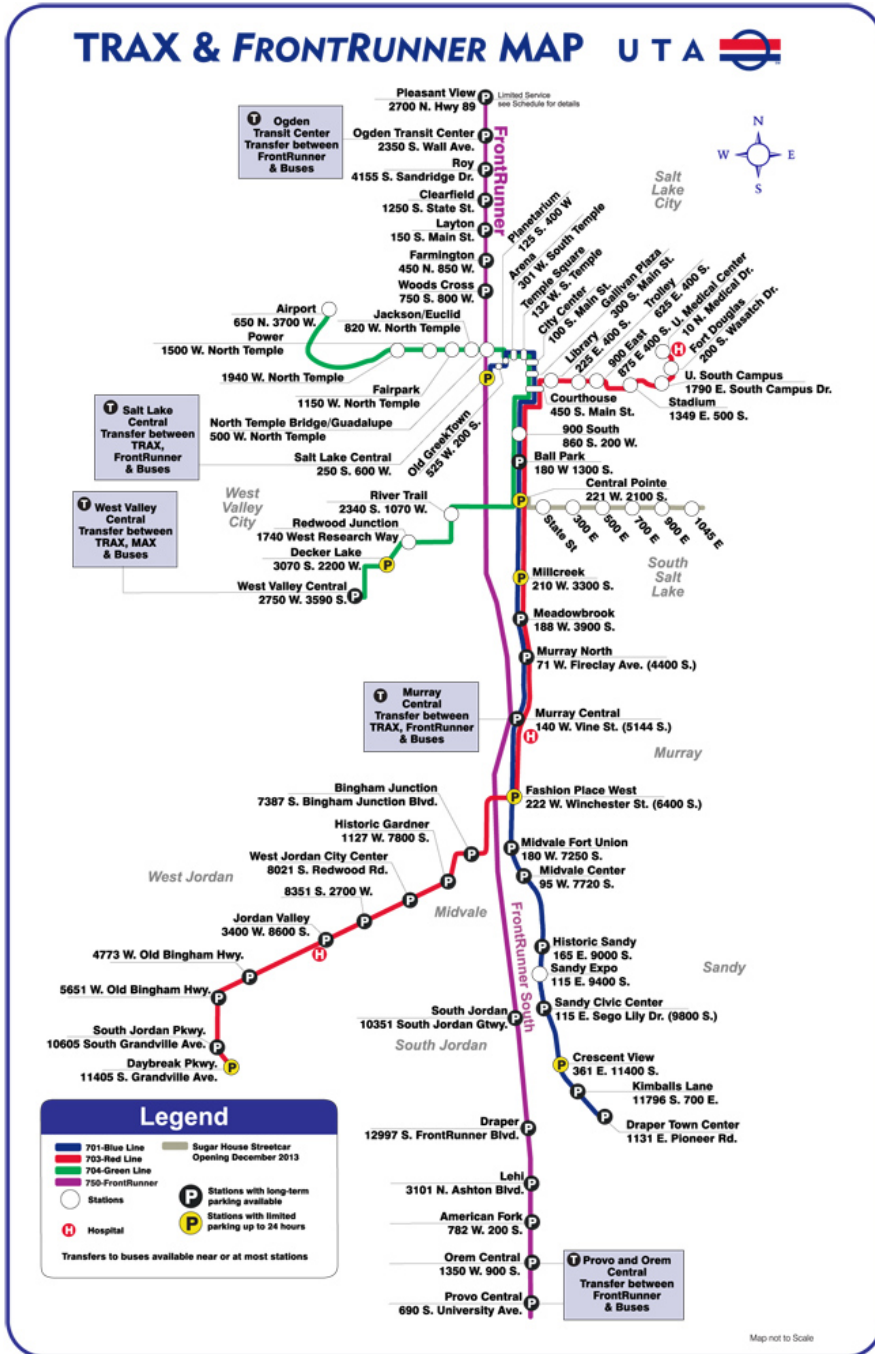 TRAX & FRONTRUNNER MAP
U T A
Pleasant View
2700 N. Hwy 89
Limited Service
see Schedule for details
T Ogden
Transit Center
Transfer between
FrontRunner
& Buses
Ogden Transit Center
2350 S. Wall Ave.
Roy
4155 S. Sandridge Dr.
Clearfield
1250 S. State St.
Layton
150 S. Main St.
Farmington
450 N. 850 W.
Woods Cross
750 S. 800 W.
FrontRunner
N
W E
S
Salt
Lake
City
Planetarium
125 S. 400 W
Arena
301 W. South Temple
Temple Square
132 W. S. Temple
City Center
100 S. Main St.
Gallivan Plaza
300 S. Main St.
Library
225 E. 400 S.
Trolley
625 E. 400 S.
900 East
875 E. 400 S.
U. Medical Center
10 N. Medical Dr.
Fort Douglas
200 S. Wasatch Dr.
H
U. South Campus
1790 E. South Campus Dr.
Stadium
1349 E. 500 S.
Courthouse
450 S. Main St.
Airport
650 N. 3700 W.
Jackson/Euclid
820 W. North Temple
Power
1500 W. North Temple
1940 W. North Temple
Fairpark
1150 W. North Temple
North Temple Bridge/Guadalupe
500 W. North Temple
Salt Lake Central
250 S. 600 W.
Old GreekTown
525 W. 200 S.
T Salt Lake
Central
Transfer between
TRAX,
FrontRunner
& Buses
900 South
860 S. 200 W.
Ball Park
180 W 1300 S.
Central Pointe
221 W. 2100 S.
State St
300 E
500 E
700 E
900 E
1045 E
South
Salt
Lake
West
Valley
City
River Trail
2340 S. 1070 W.
Redwood Junction
1740 West Research Way
Decker Lake
3070 S. 2200 W.
West Valley Central
2750 W. 3590 S.
T West Valley
Central
Transfer between
TRAX, MAX
& Buses
Millcreek
210 W. 3300 S.
Meadowbrook
188 W. 3900 S.
Murray North
71 W. Fireclay Ave. (4400 S.)
T Murray
Central
Transfer between
TRAX, FrontRunner
& Buses
Murray Central
140 W. Vine St. (5144 S.)
H
Murray
Fashion Place West
222 W. Winchester St. (6400 S.)
Bingham Junction
7387 S. Bingham Junction Blvd.
Historic Gardner
1127 W. 7800 S.
West Jordan City Center
8021 S. Redwood Rd.
8351 S. 2700 W.
Jordan Valley
3400 W. 8600 S.
H
4773 W. Old Bingham Hwy.
5651 W. Old Bingham Hwy.
South Jordan Pkwy.
10605 South Grandville Ave.
Daybreak Pkwy.
11405 S. Grandville Ave.
West Jordan
Midvale
Midvale Fort Union
180 W. 7250 S.
Midvale Center
95 W. 7720 S.
FrontRunner South
Historic Sandy
165 E. 9000 S.
Sandy Expo
115 E. 9400 S.
Sandy
Sandy Civic Center
115 E. Sego Lily Dr. (9800 S.)
South Jordan
10351 South Jordan Gtwy.
South Jordan
Crescent View
361 E. 11400 S.
Kimballs Lane
11796 S. 700 E.
Draper Town Center
1131 E. Pioneer Rd.
Draper
12997 S. FrontRunner Blvd.
Lehi
3101 N. Ashton Blvd.
American Fork
782 W. 200 S.
Orem Central
1350 W. 900 S.
Provo Central
690 S. University Ave.
T Provo and Orem
Central
Transfer between
FrontRunner
& Buses
Legend
701-Blue Line
703-Red Line
704-Green Line
750-FrontRunner
Sugar House Streetcar
Opening December 2013
Stations
H Hospital
P Stations with long-term
parking available
P Stations with limited
parking up to 24 hours
Transfers to buses available near or at most stations
Map not to Scale